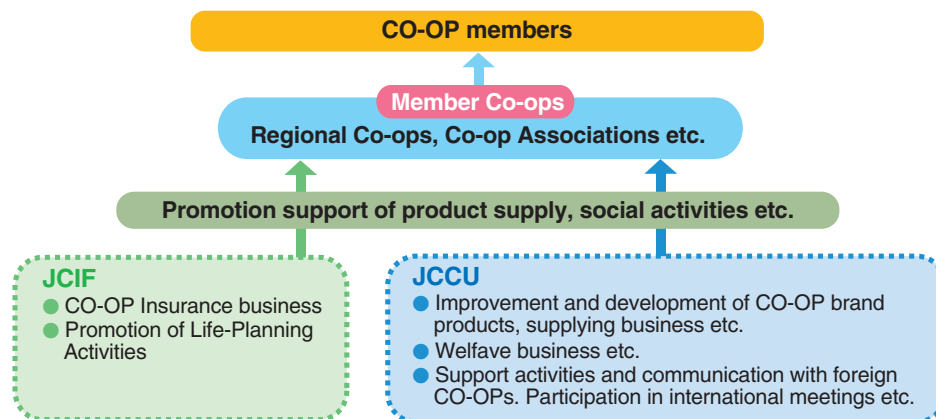 CO-OP members
Member Co-ops
Regional Co-ops, Co-op Associations etc.
Promotion support of product supply, social activities etc.
JCIF
● CO-OP Insurance business
● Promotion of Life-Planning
Activities
JCCU
● Improvement and development of CO-OP brand
products, supplying business etc.
● Welfave business etc.
● Support activities and communication with foreign
CO-OPs. Participation in international meetings etc.